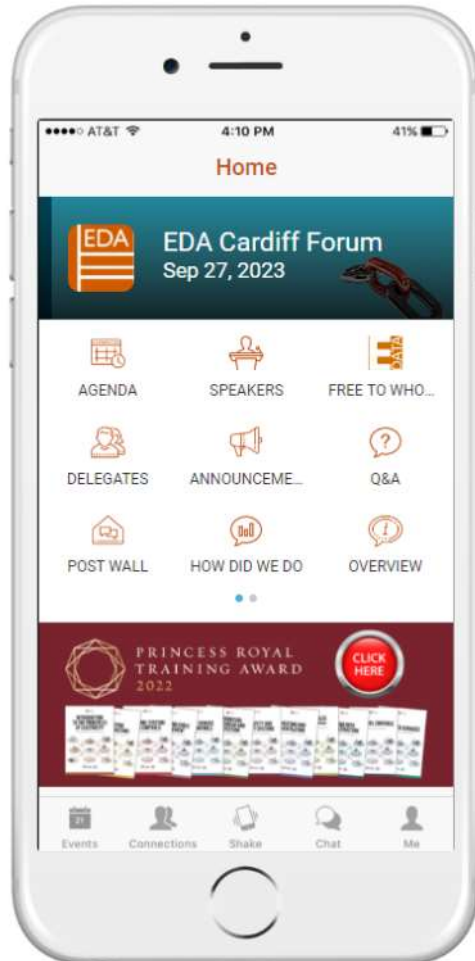 AT&T 4:10 PM 41%
Home
EDA
EDA Cardiff Forum
Sep 27, 2023
DATA
AGENDA SPEAKERS FREE TO WHO...
?
DELEGATES ANNOUNCEME... Q&A
POST WALL HOW DID WE DO OVERVIEW
PRINCESS ROYAL
TRAINING AWARD
2022
CLICK
HERE
21
Events Connections Shake Chat Me